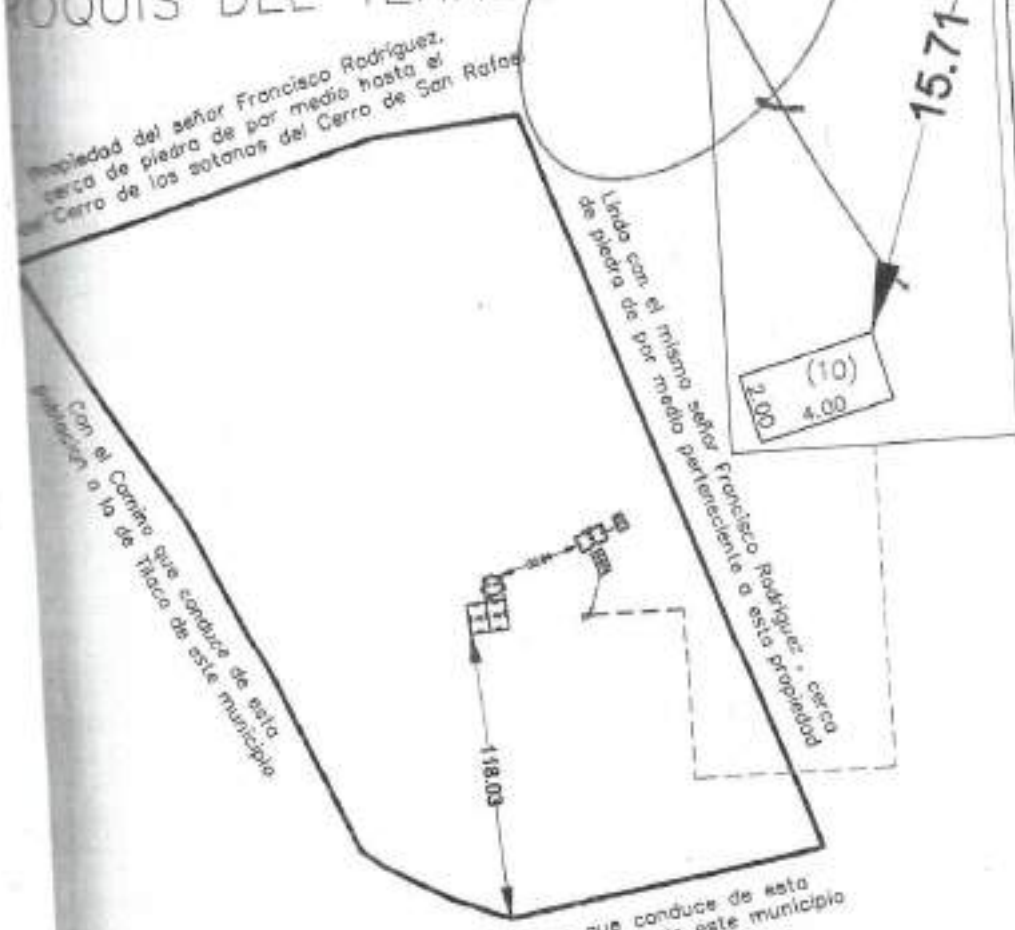 DEL
Propiedad del señor Francisco Rodríguez,
cerca de piedra de por medio hasta el
Cerro de los sotanos del Cerro de San Rafael
15.71
Linda con el mismo señor Francisco Rodríguez , cerca
de piedra de por medio perteneciente a esta propiedad
(10)
2.00
4.00
Con el Camino que conduce de esta
población a la de Tilaco de este municipio
118.03
que conduce de esta
este municipio